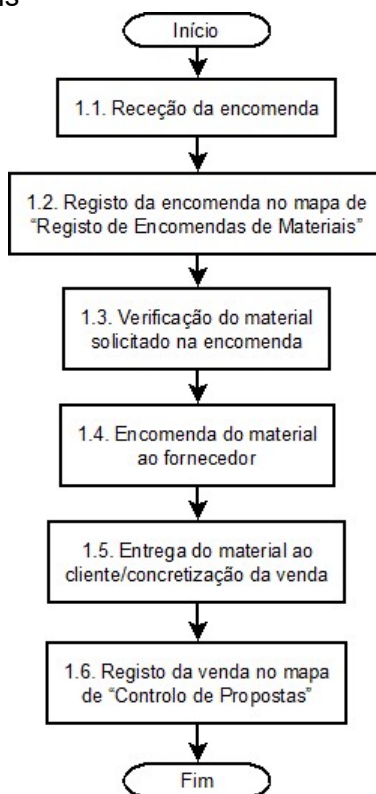 Início
1.1. Receção da encomenda
1.2. Registo da encomenda no mapa de
“Registo de Encomendas de Materiais”
1.3. Verificação do material
solicitado na encomenda
1.4. Encomenda do material
ao fornecedor
1.5. Entrega do material ao
cliente/concretização da venda
1.6. Registo da venda no mapa
de “Controlo de Propostas”
Fim